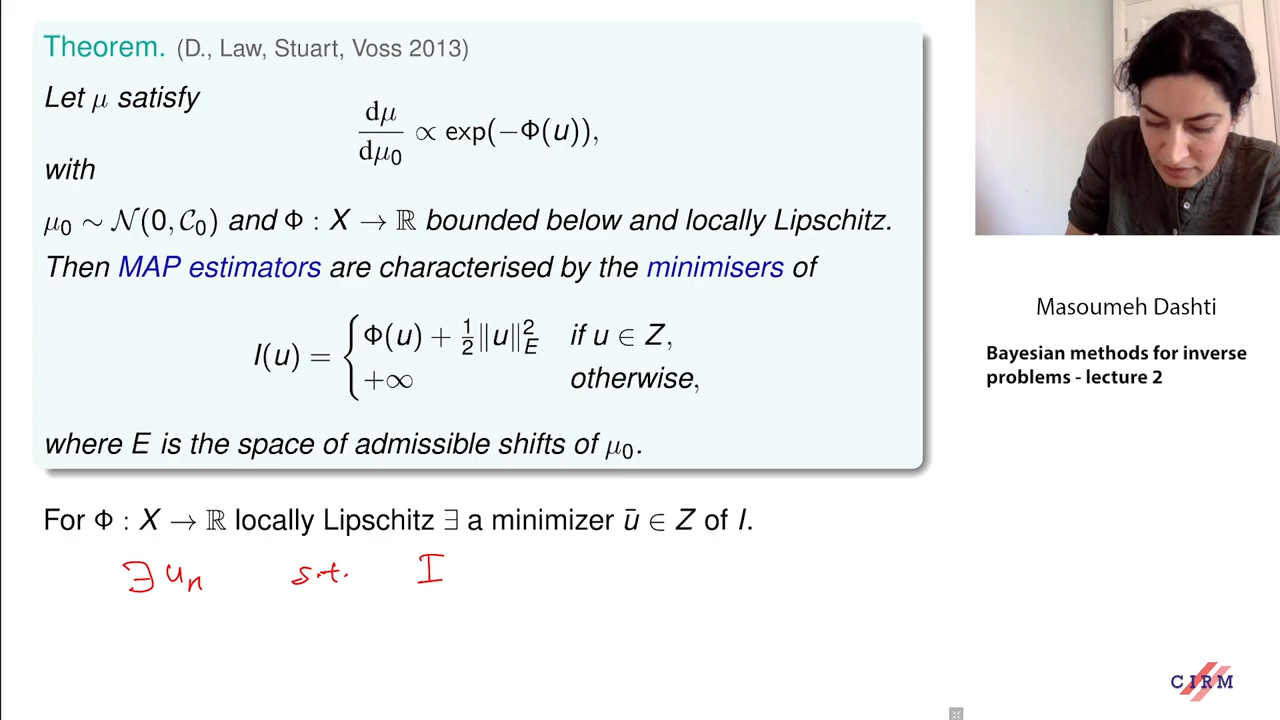 Theorem. (D., Law, Stuart, Voss 2013)
Let μ satisfy
dμ/dμ₀ ∝ exp(−Φ(u)),
with
μ₀ ∼ 𝒩(0, 𝒞₀) and Φ : X → ℝ bounded below and locally Lipschitz.
Then MAP estimators are characterised by the minimisers of
I(u) = { Φ(u) + ½‖u‖²_E if u ∈ Z,
+∞ otherwise,
where E is the space of admissible shifts of μ₀.
For Φ : X → ℝ locally Lipschitz ∃ a minimizer ū ∈ Z of I.
∃ uₙ s.t. I
Masoumeh Dashti
Bayesian methods for inverse
problems - lecture 2
CIRM